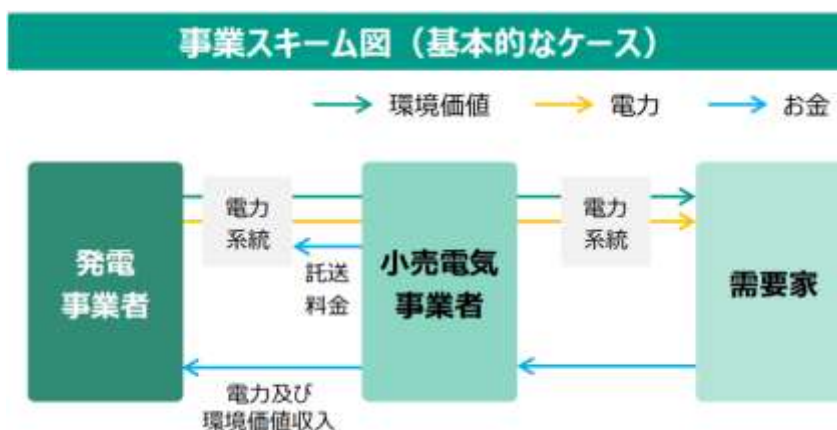 事業スキーム図（基本的なケース）
環境価値
電力
お金
発電
事業者
電力
系統
託送
料金
小売電気
事業者
電力
系統
需要家
電力及び
環境価値収入